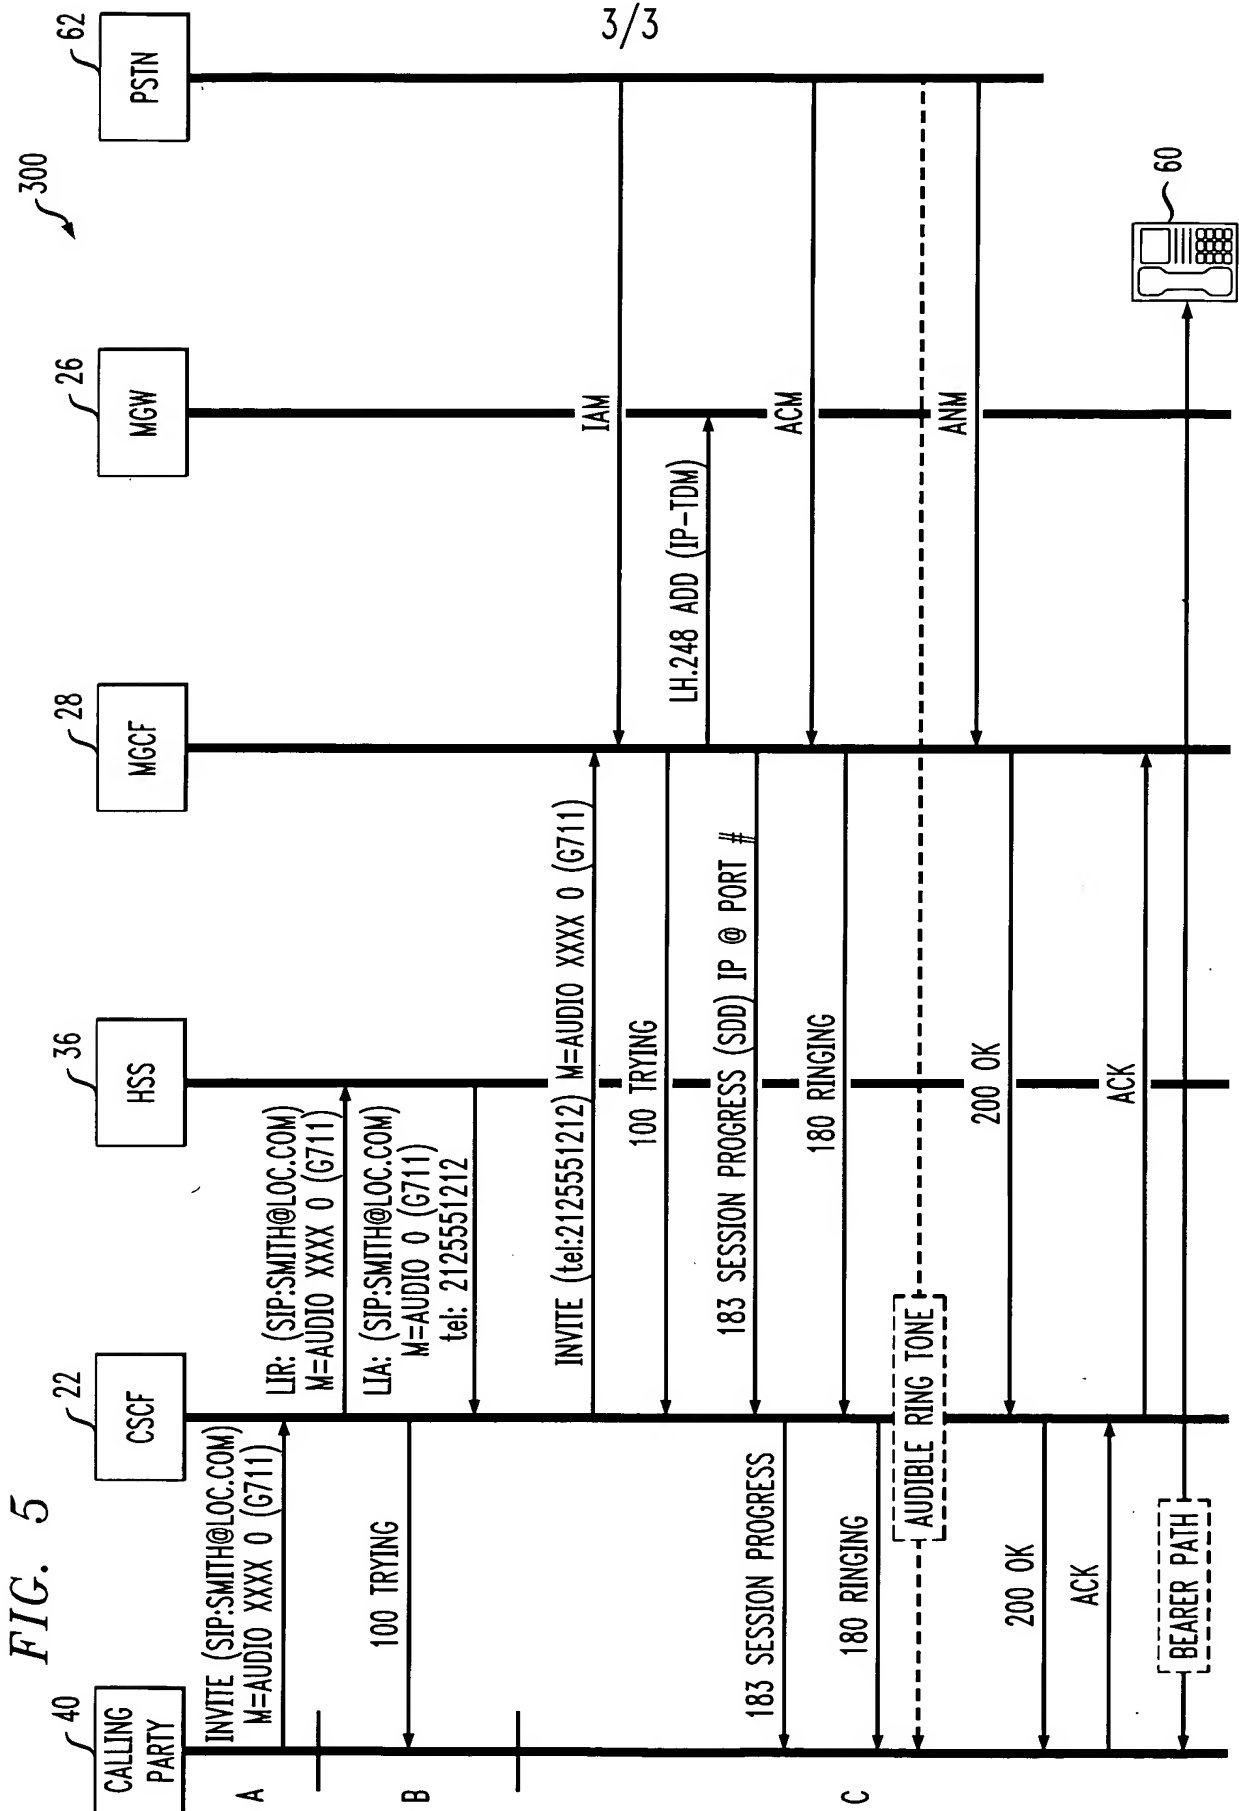 3/3
FIG. 5
300
40
CALLING
PARTY
22
CSCF
36
HSS
28
MGCF
26
MGW
62
PSTN
A
INVITE (SIP:SMITH@LOC.COM)
M=AUDIO XXXX 0 (G711)
LIR: (SIP:SMITH@LOC.COM)
M=AUDIO XXXX 0 (G711)
B
100 TRYING
LIA: (SIP:SMITH@LOC.COM)
M=AUDIO 0 (G711)
tel: 2125551212
C
INVITE (tel:2125551212) M=AUDIO XXXX 0 (G711)
IAM
100 TRYING
LH.248 ADD (IP-TDM)
183 SESSION PROGRESS (SDD) IP @ PORT #
183 SESSION PROGRESS
ACM
180 RINGING
180 RINGING
AUDIBLE RING TONE
ANM
200 OK
200 OK
ACK
ACK
BEARER PATH
60